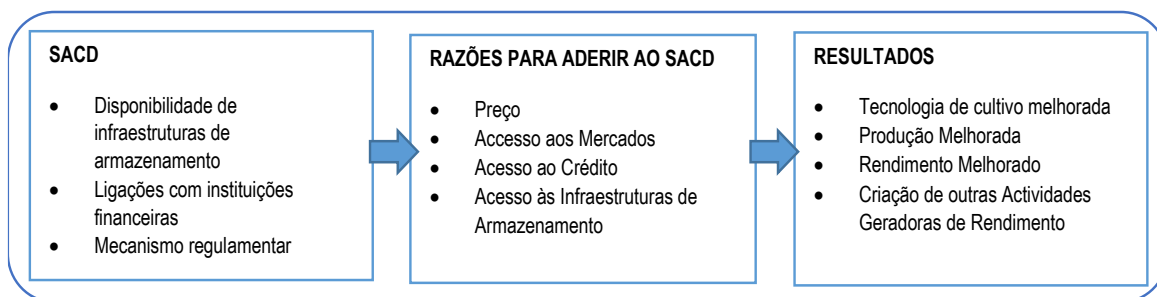 SACD
• Disponibilidade de
infraestruturas de
armazenamento
• Ligações com instituições
financeiras
• Mecanismo regulamentar
RAZÕES PARA ADERIR AO SACD
• Preço
• Accesso aos Mercados
• Acesso ao Crédito
• Acesso às Infraestruturas de
Armazenamento
RESULTADOS
• Tecnologia de cultivo melhorada
• Produção Melhorada
• Rendimento Melhorado
• Criação de outras Actividades
Geradoras de Rendimento